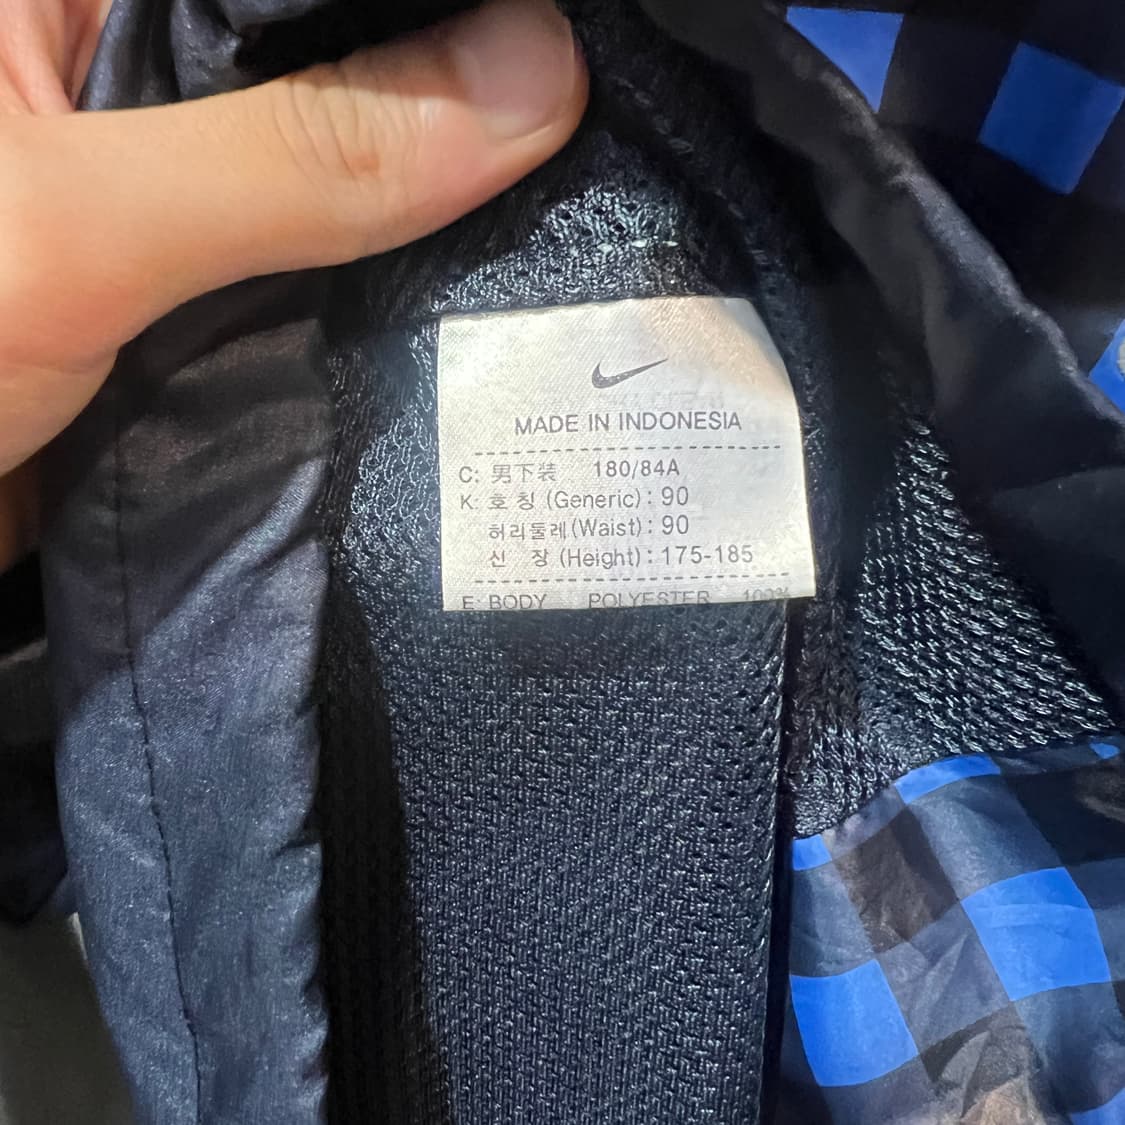 MADE IN INDONESIA
C: 男下装 180/84A
K: 호 칭 (Generic) : 90
허리둘레 (Waist) : 90
신 장 (Height) : 175-185
E: BODY POLYESTER 100%